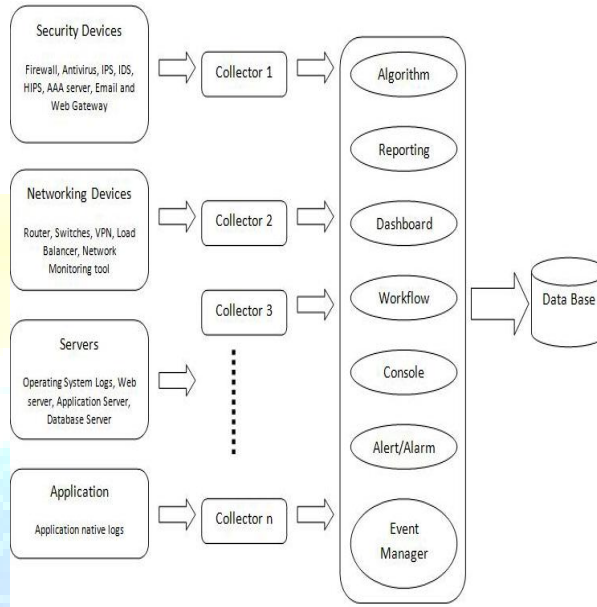 Security Devices
Firewall, Antivirus, IPS, IDS,
HIPS, AAA server, Email and
Web Gateway
Collector 1
Networking Devices
Router, Switches, VPN, Load
Balancer, Network
Monitoring tool
Collector 2
Collector 3
Servers
Operating System Logs, Web
server, Application Server,
Database Server
Application
Application native logs
Collector n
Algorithm
Reporting
Dashboard
Workflow
Console
Alert/Alarm
Event
Manager
Data Base